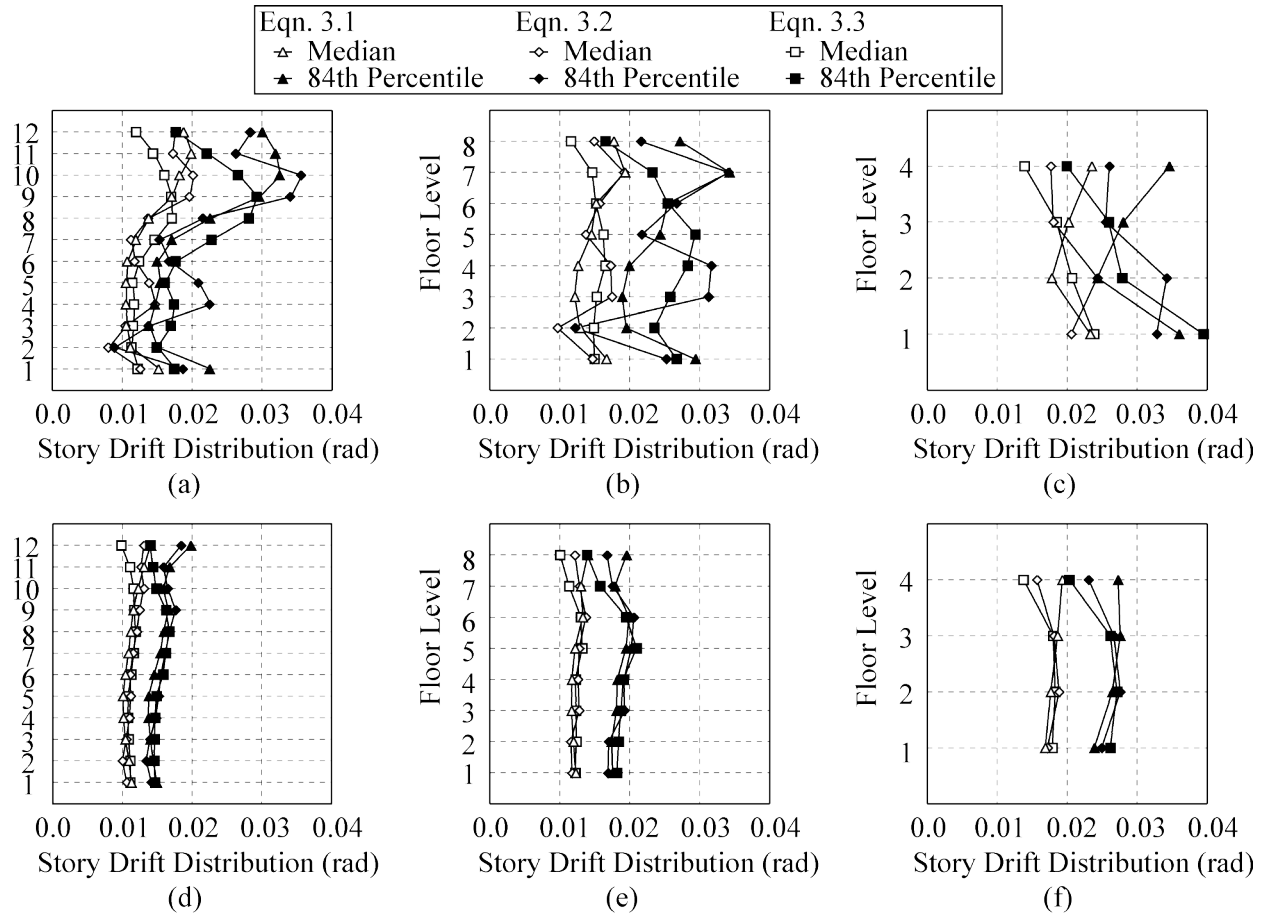 Eqn. 3.1 Eqn. 3.2 Eqn. 3.3
Median Median Median
84th Percentile 84th Percentile 84th Percentile
12
11
10
9
8
7
6
5
4
3
2
1
0.0 0.01 0.02 0.03 0.04
Story Drift Distribution (rad)
(a)
Floor Level
8
7
6
5
4
3
2
1
0.0 0.01 0.02 0.03 0.04
Story Drift Distribution (rad)
(b)
Floor Level
4
3
2
1
0.0 0.01 0.02 0.03 0.04
Story Drift Distribution (rad)
(c)
12
11
10
9
8
7
6
5
4
3
2
1
0.0 0.01 0.02 0.03 0.04
Story Drift Distribution (rad)
(d)
Floor Level
8
7
6
5
4
3
2
1
0.0 0.01 0.02 0.03 0.04
Story Drift Distribution (rad)
(e)
Floor Level
4
3
2
1
0.0 0.01 0.02 0.03 0.04
Story Drift Distribution (rad)
(f)